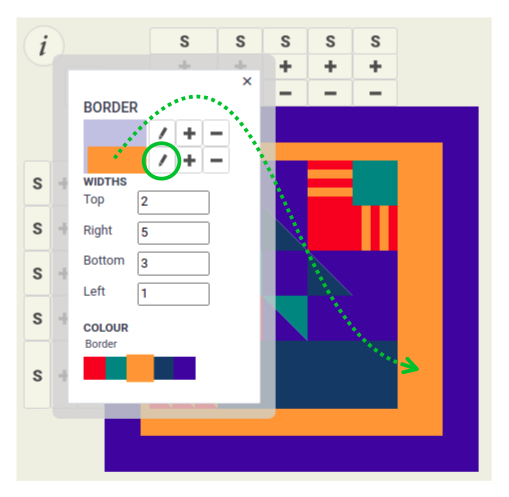 i
S S S S S
+ + + + +
− −
×
BORDER
+ −
+ −
WIDTHS
Top 2
Right 5
Bottom 3
Left 1
COLOUR
Border
S +
S +
S +
S +
S +